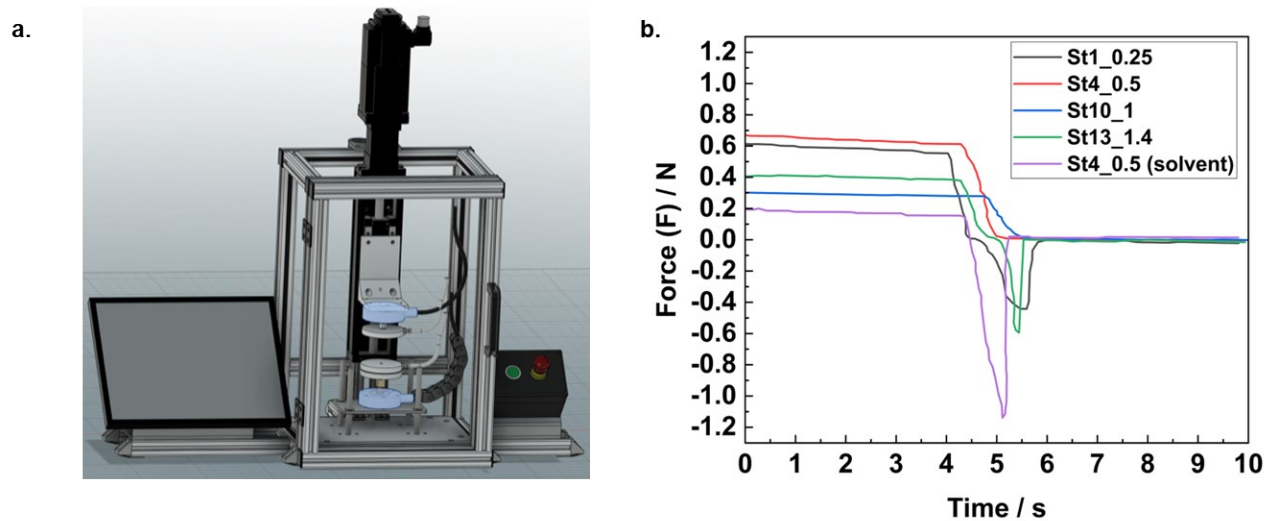 a.
b.
1.2
1.0
0.8
0.6
0.4
0.2
0.0
-0.2
-0.4
-0.6
-0.8
-1.0
-1.2
Force (F) / N
St1_0.25
St4_0.5
St10_1
St13_1.4
St4_0.5 (solvent)
0 1 2 3 4 5 6 7 8 9 10
Time / s